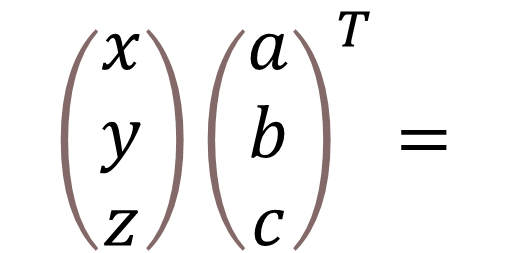 (x y z) (a b c)^T =